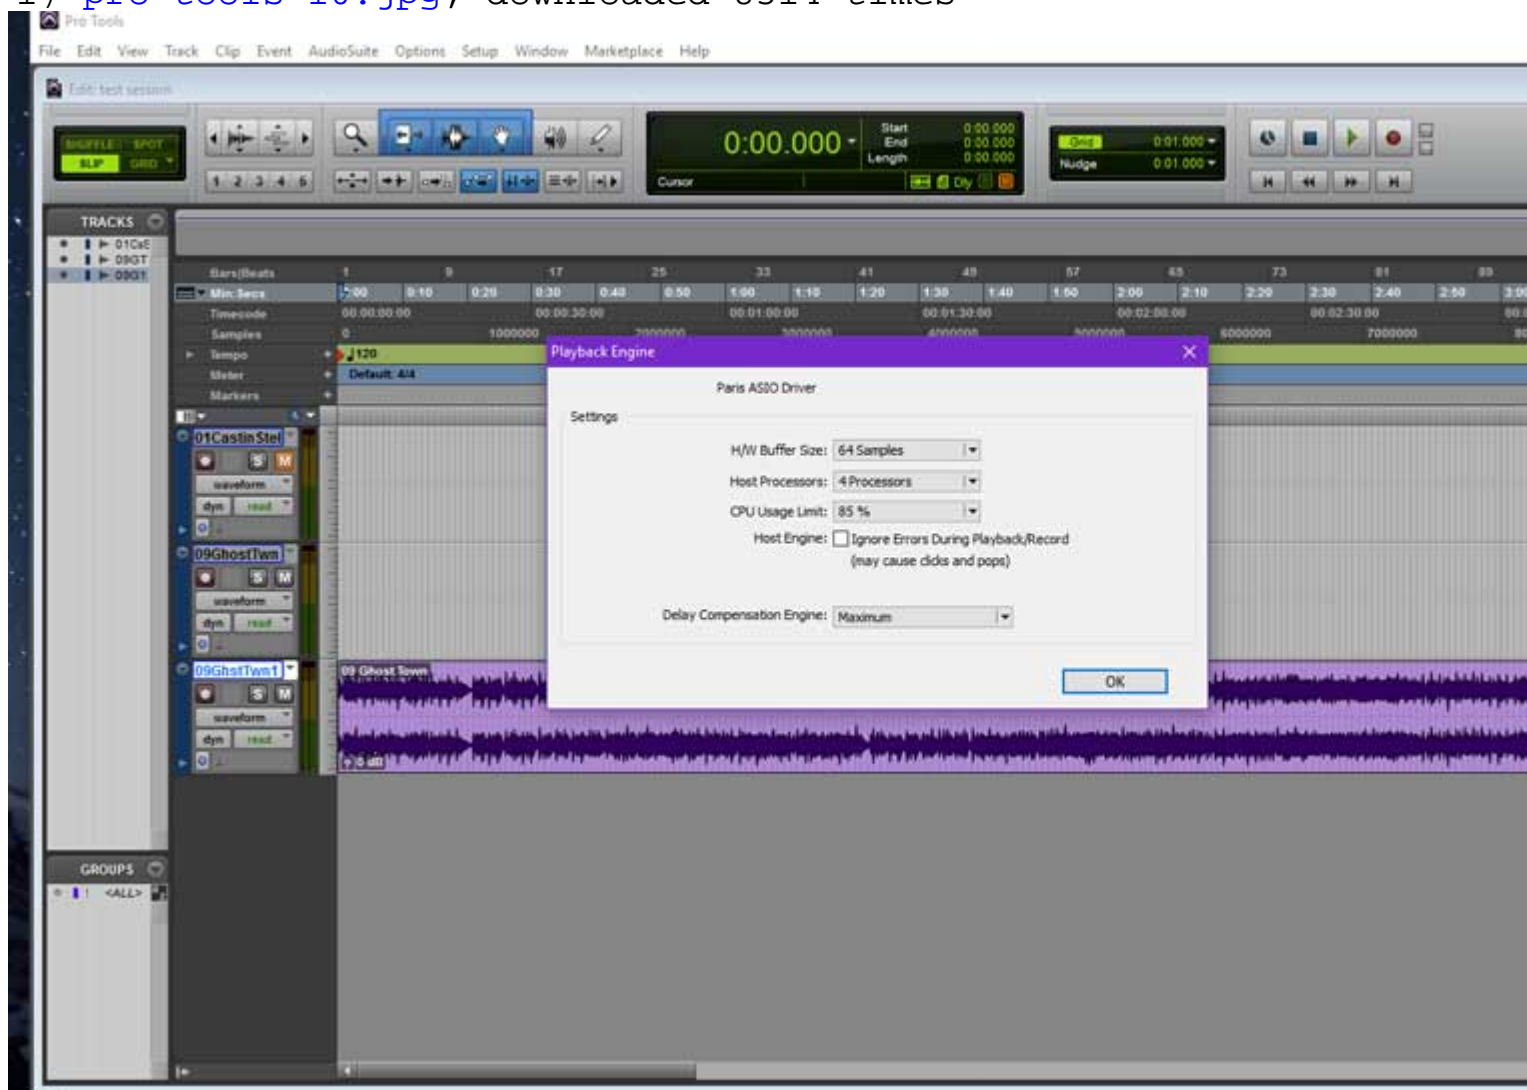 Pro Tools
File Edit View Track Clip Event AudioSuite Options Setup Window Marketplace Help
Edit: test session
SHUFFLE SPOT
SLIP GRID
1 2 3 4 5
0:00.000
Start 0:00.000
End 0:00.000
Length 0:00.000
Cursor
Dly
Grid 0:01.000
Nudge 0:01.000
TRACKS
01CaS
09GT
09GT
Bars|Beats 1 9 17 25 33 41 49 57 65 73 81 89
Min:Secs 0:00 0:10 0:20 0:30 0:40 0:50 1:00 1:10 1:20 1:30 1:40 1:50 2:00 2:10 2:20 2:30 2:40 2:50 3:00
Timecode 00:00:00:00 00:00:30:00 00:01:00:00 00:01:30:00 00:02:00:00 00:02:30:00
Samples 0 1000000 2000000 3000000 4000000 5000000 6000000 7000000
Tempo 120
Meter Default: 4/4
Markers
Playback Engine
Paris ASIO Driver
Settings
H/W Buffer Size: 64 Samples
Host Processors: 4 Processors
CPU Usage Limit: 85 %
Host Engine: Ignore Errors During Playback/Record
(may cause clicks and pops)
Delay Compensation Engine: Maximum
OK
01CastinStel
S M
waveform
dyn read
09GhostTwn
S M
waveform
dyn read
09GhstTwn1
S M
waveform
dyn read
09 Ghost Town
0 dB
GROUPS
! <ALL>